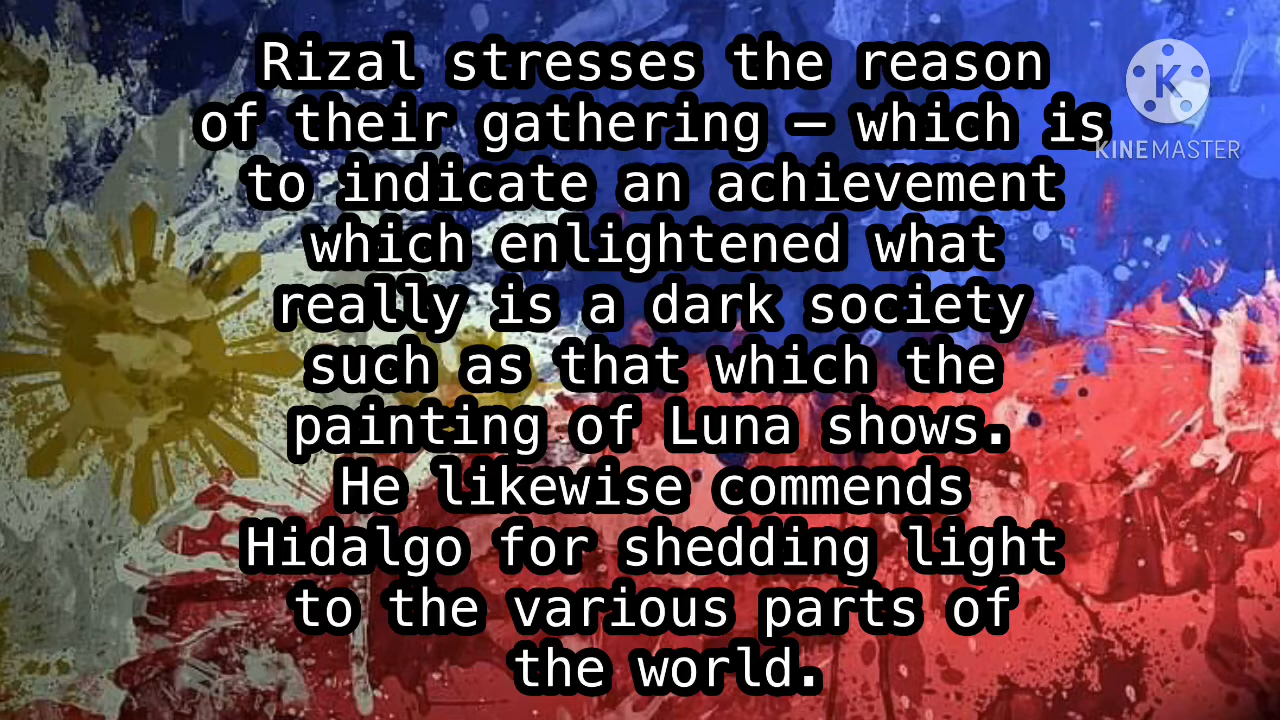 Rizal stresses the reason
of their gathering – which is
to indicate an achievement
which enlightened what
really is a dark society
such as that which the
painting of Luna shows.
He likewise commends
Hidalgo for shedding light
to the various parts of
the world.
K
KINEMASTER